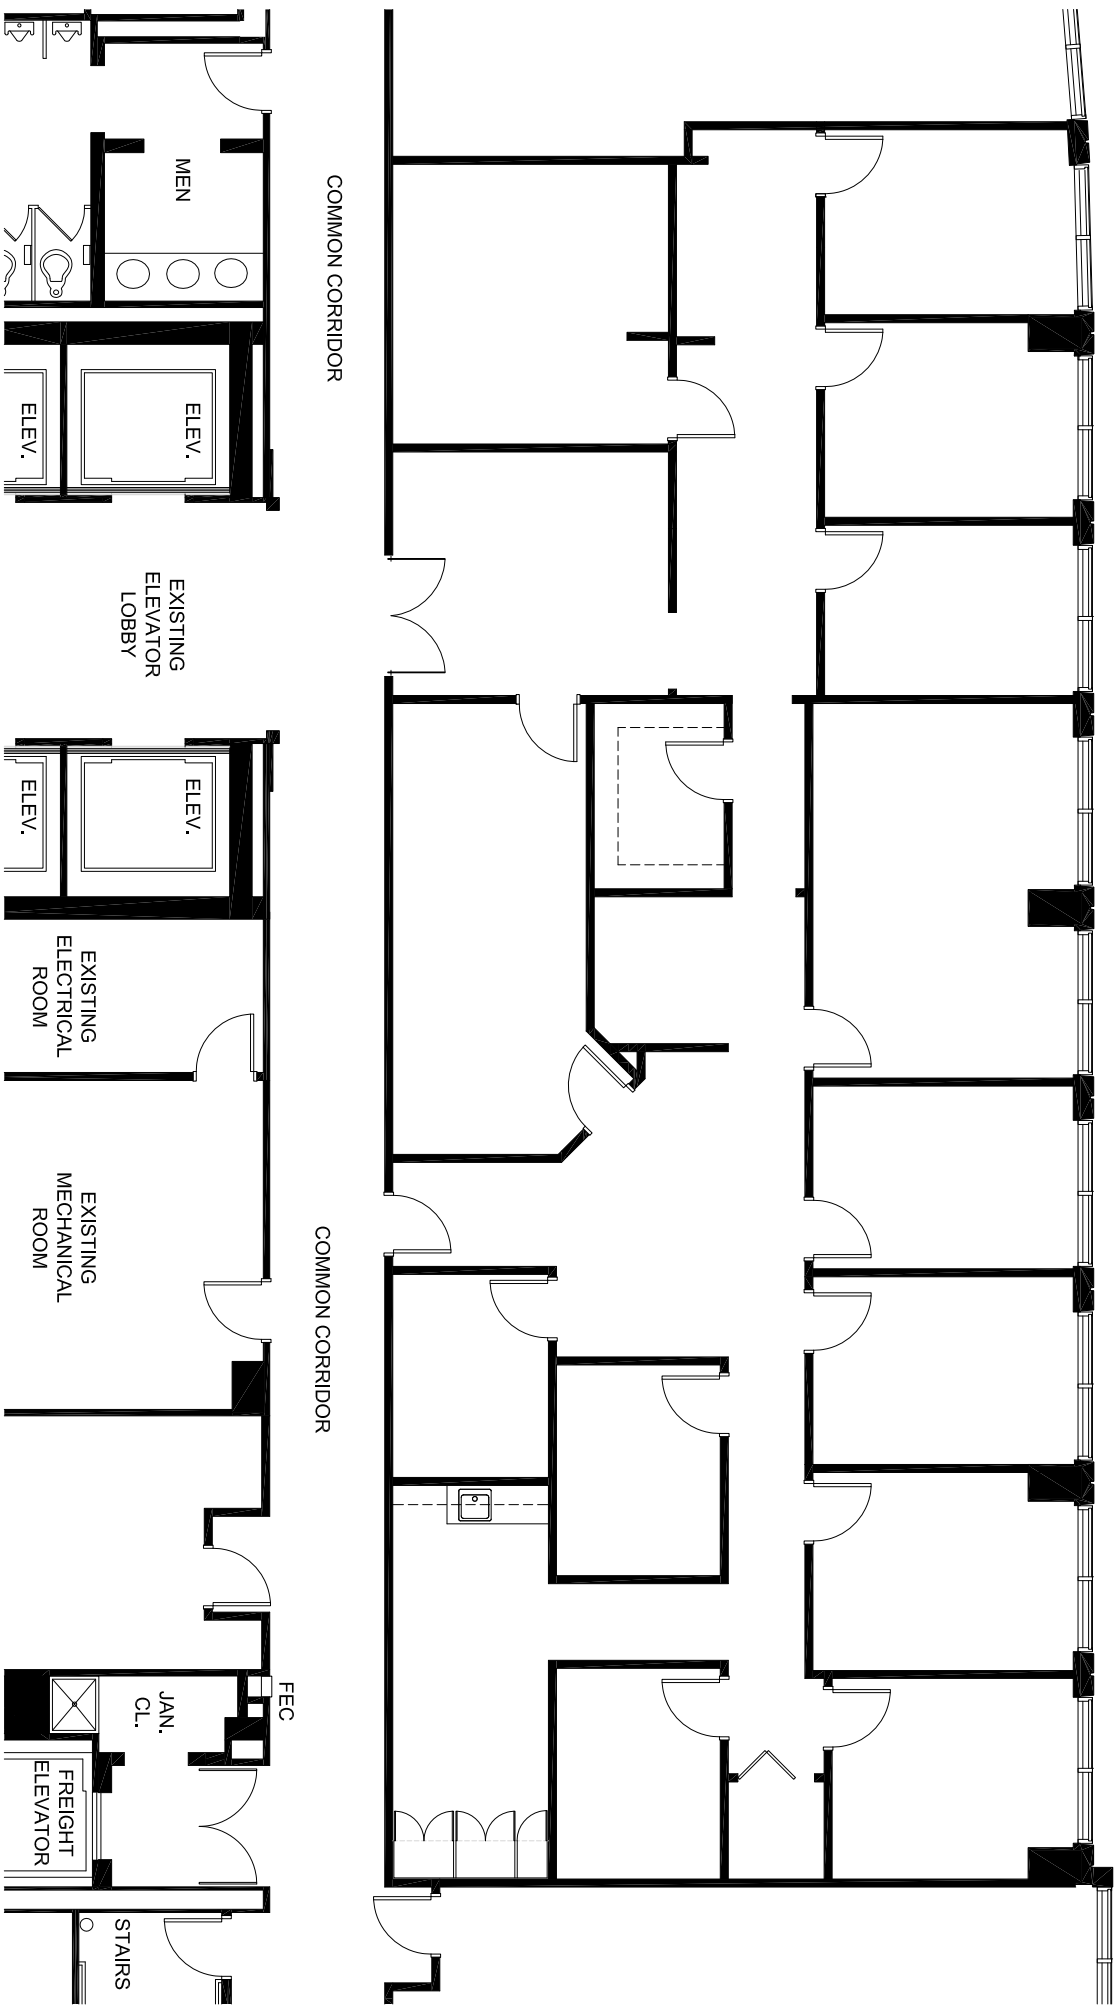 MEN
COMMON CORRIDOR
ELEV.
ELEV.
EXISTING
ELEVATOR
LOBBY
ELEV.
ELEV.
EXISTING
ELECTRICAL
ROOM
EXISTING
MECHANICAL
ROOM
COMMON CORRIDOR
FEC
JAN.
CL.
FREIGHT
ELEVATOR
STAIRS